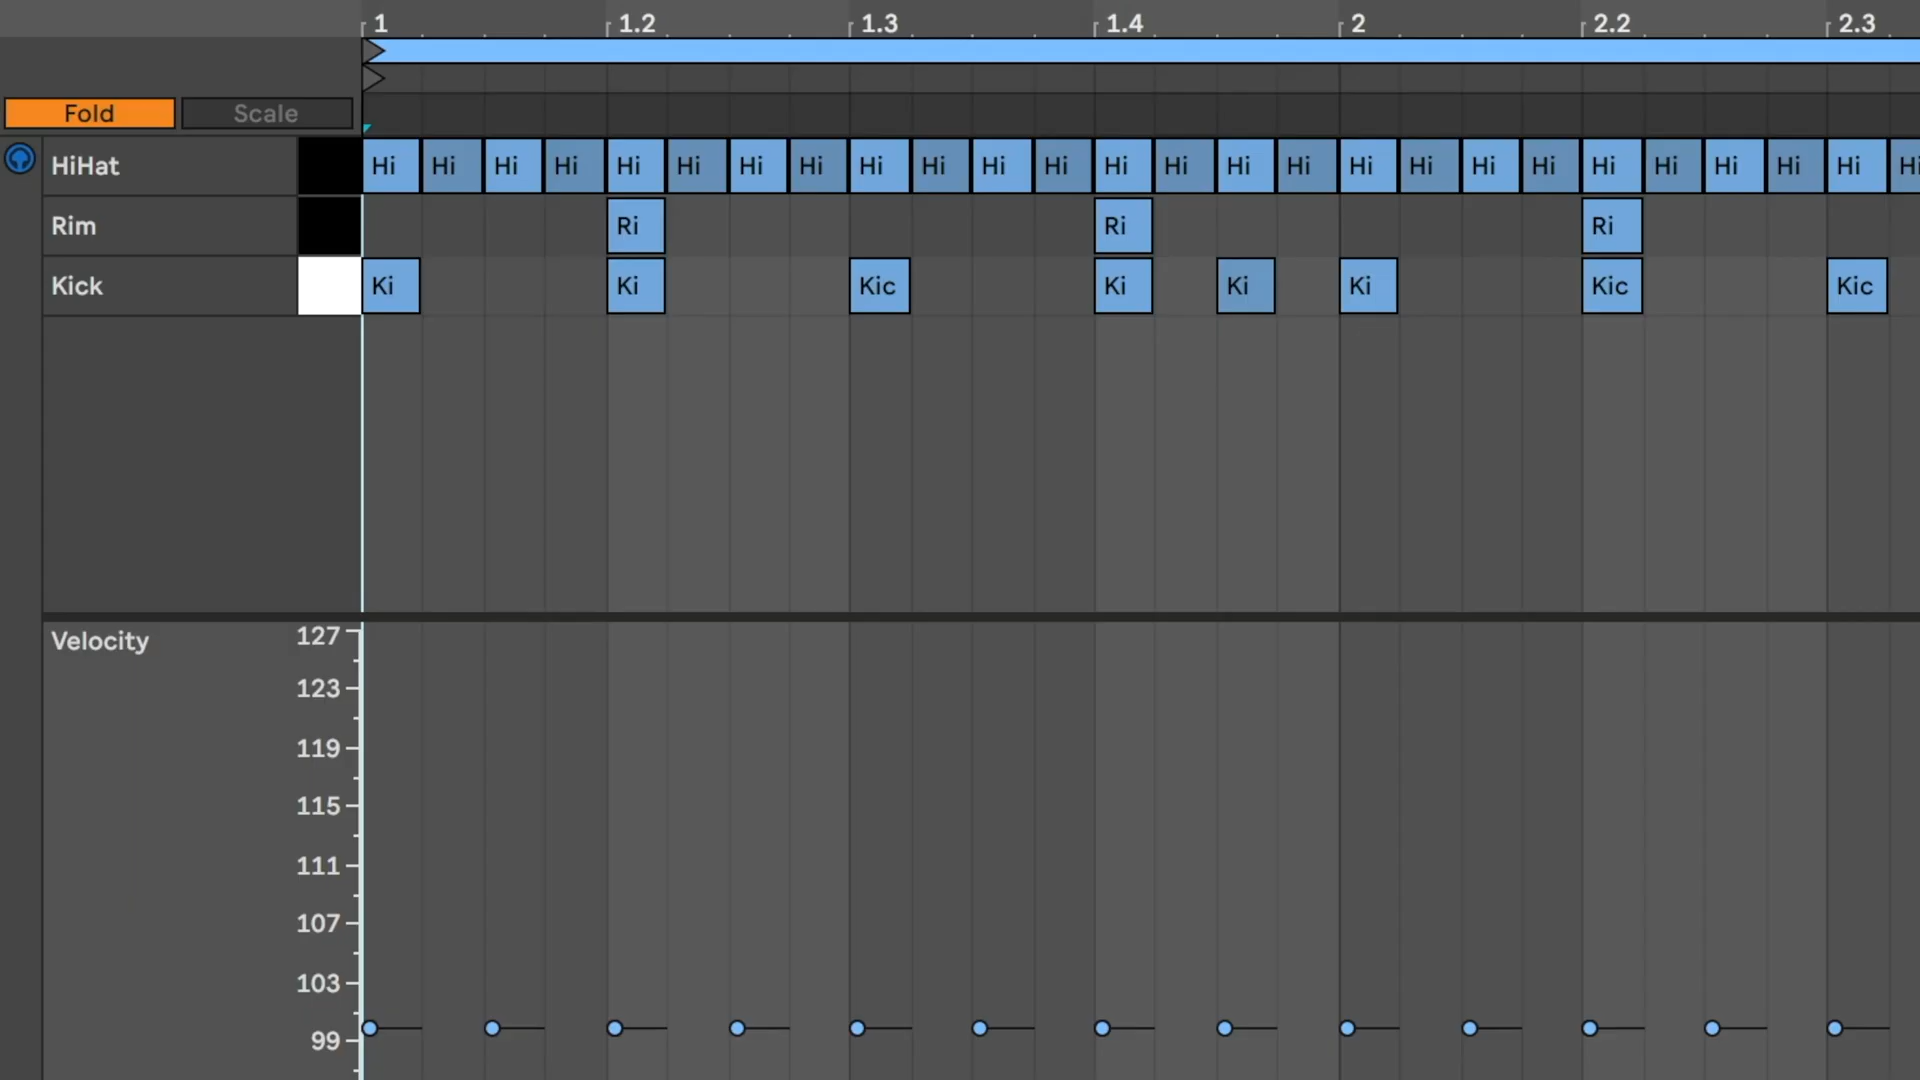 1 1.2 1.3 1.4 2 2.2 2.3
Fold Scale
HiHat Hi Hi Hi Hi Hi Hi Hi Hi Hi Hi Hi Hi Hi Hi Hi Hi Hi Hi Hi Hi Hi Hi Hi Hi Hi Hi
Rim Ri Ri Ri
Kick Ki Ki Kic Ki Ki Ki Kic Kic
Velocity 127
123
119
115
111
107
103
99